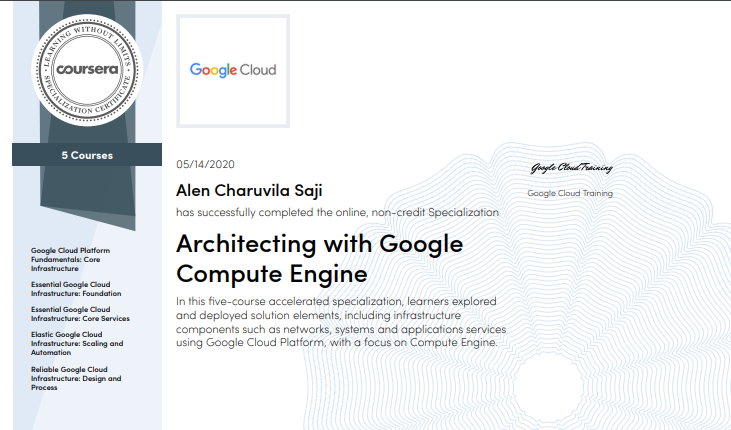 LEARNING WITHOUT LIMITS
coursera
SPECIALIZATION CERTIFICATE
5 Courses
Google Cloud Platform
Fundamentals: Core
Infrastructure
Essential Google Cloud
Infrastructure: Foundation
Essential Google Cloud
Infrastructure: Core Services
Elastic Google Cloud
Infrastructure: Scaling and
Automation
Reliable Google Cloud
Infrastructure: Design and
Process
Google Cloud
05/14/2020
Alen Charuvila Saji
has successfully completed the online, non-credit Specialization
Architecting with Google
Compute Engine
In this five-course accelerated specialization, learners explored
and deployed solution elements, including infrastructure
components such as networks, systems and applications services
using Google Cloud Platform, with a focus on Compute Engine.
Google Cloud Training
Google Cloud Training